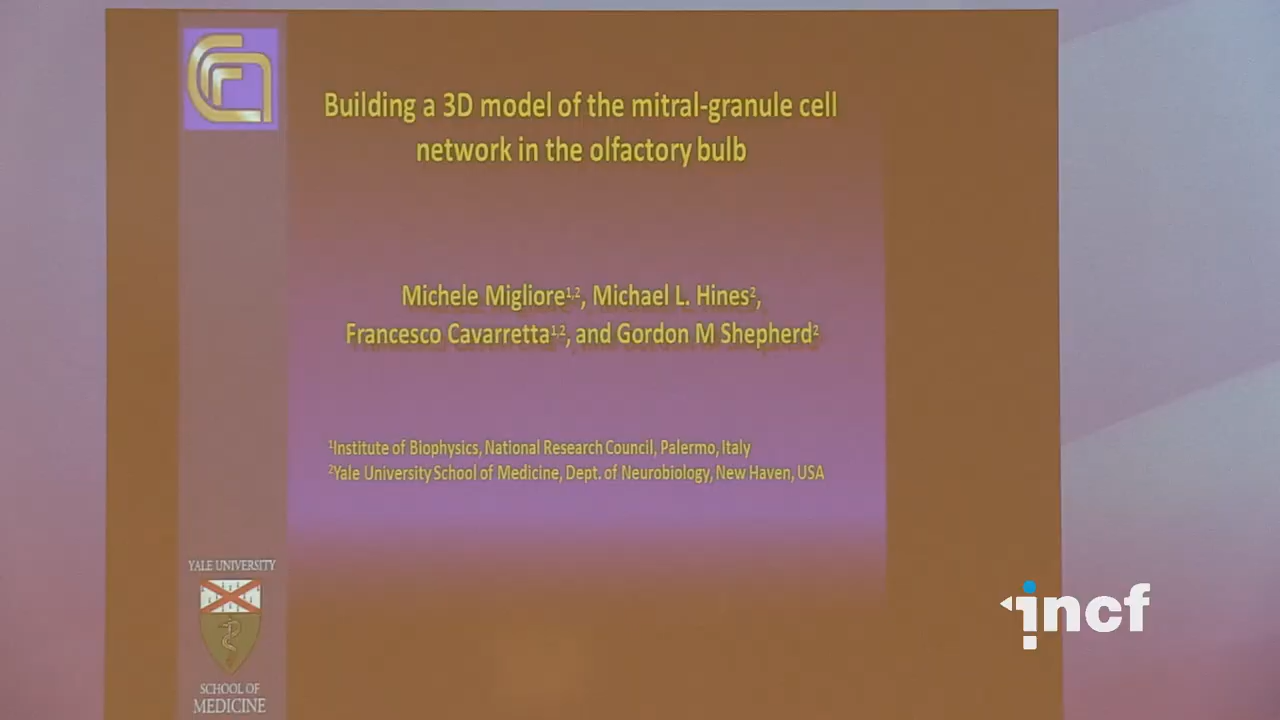 Building a 3D model of the mitral-granule cell
network in the olfactory bulb
Michele Migliore¹,², Michael L. Hines²,
Francesco Cavarretta¹,², and Gordon M Shepherd²
¹Institute of Biophysics, National Research Council, Palermo, Italy
²Yale University School of Medicine, Dept. of Neurobiology, New Haven, USA
YALE UNIVERSITY
SCHOOL OF
MEDICINE
incf